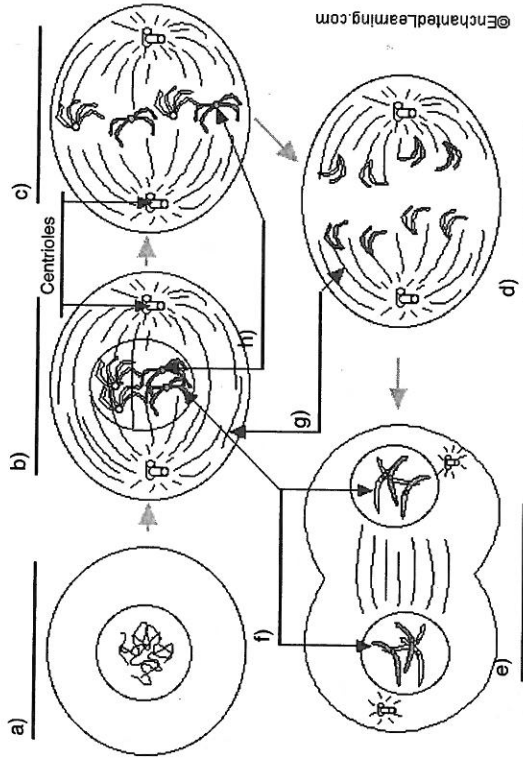 a)
b)
c)
Centrioles
h)
g)
f)
e)
d)
©EnchantedLearning.com